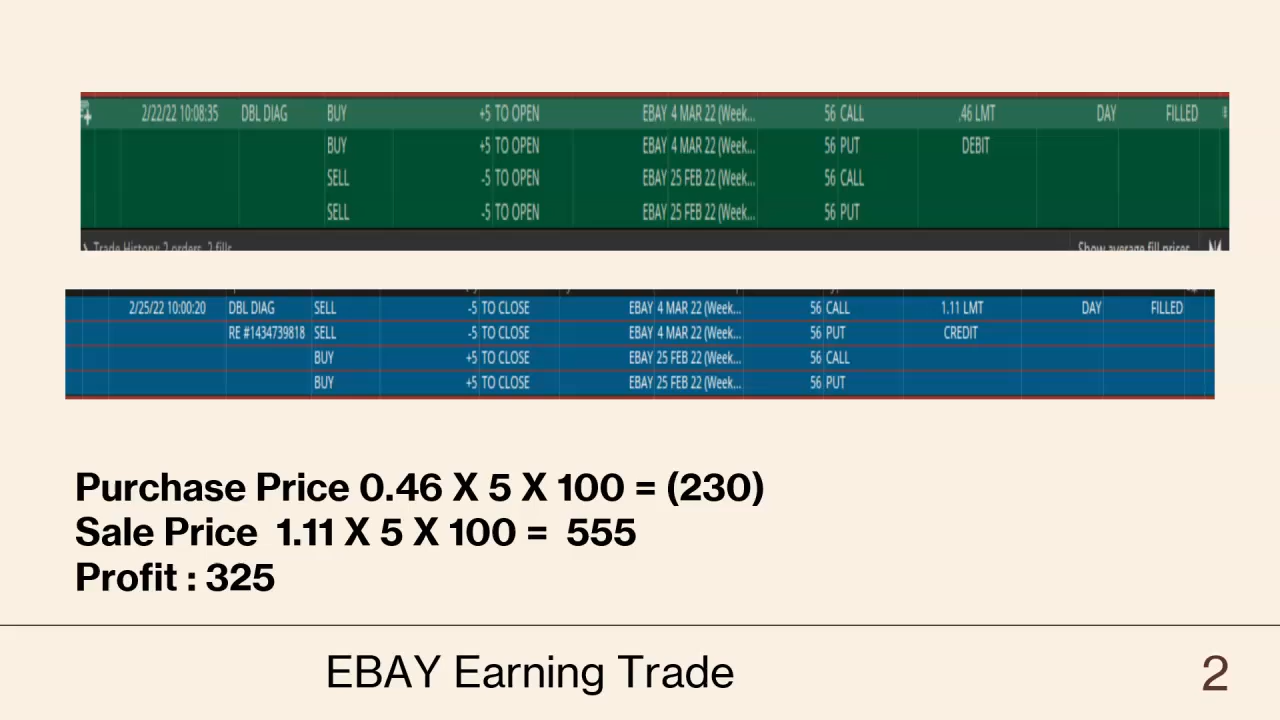 2/22/22 10:08:35 DBL DIAG BUY +5 TO OPEN EBAY 4 MAR 22 (Week... 56 CALL .46 LMT DAY FILLED
BUY +5 TO OPEN EBAY 4 MAR 22 (Week... 56 PUT DEBIT
SELL -5 TO OPEN EBAY 25 FEB 22 (Week... 56 CALL
SELL -5 TO OPEN EBAY 25 FEB 22 (Week... 56 PUT
Trade History: 2 orders, 2 fills Show average fill prices
2/25/22 10:00:20 DBL DIAG SELL -5 TO CLOSE EBAY 4 MAR 22 (Week... 56 CALL 1.11 LMT DAY FILLED
RE #1434739818 SELL -5 TO CLOSE EBAY 4 MAR 22 (Week... 56 PUT CREDIT
BUY +5 TO CLOSE EBAY 25 FEB 22 (Week... 56 CALL
BUY +5 TO CLOSE EBAY 25 FEB 22 (Week... 56 PUT
Purchase Price 0.46 X 5 X 100 = (230)
Sale Price 1.11 X 5 X 100 = 555
Profit : 325
EBAY Earning Trade 2